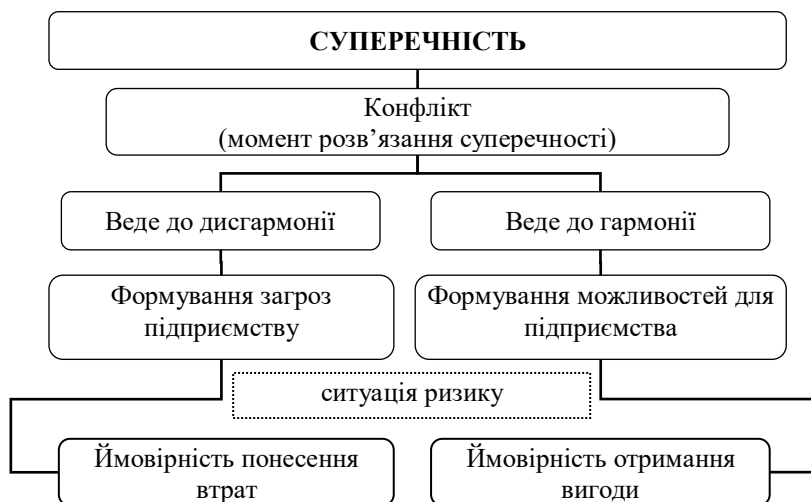 СУПЕРЕЧНІСТЬ
Конфлікт
(момент розв’язання суперечності)
Веде до дисгармонії
Веде до гармонії
Формування загроз
підприємству
Формування можливостей для
підприємства
ситуація ризику
Ймовірність понесення
втрат
Ймовірність отримання
вигоди